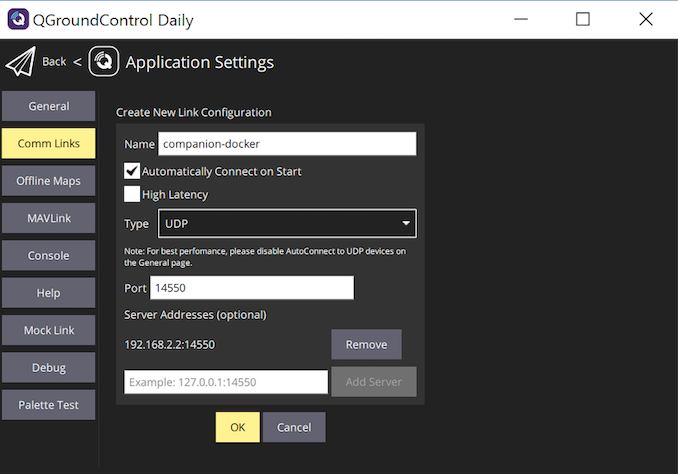 QGroundControl Daily
Back < Application Settings
General
Comm Links
Offline Maps
MAVLink
Console
Help
Mock Link
Debug
Palette Test
Create New Link Configuration
Name companion-docker
Automatically Connect on Start
High Latency
Type UDP
Note: For best perfomance, please disable AutoConnect to UDP devices on
the General page.
Port 14550
Server Addresses (optional)
192.168.2.2:14550 Remove
Example: 127.0.0.1:14550 Add Server
OK Cancel